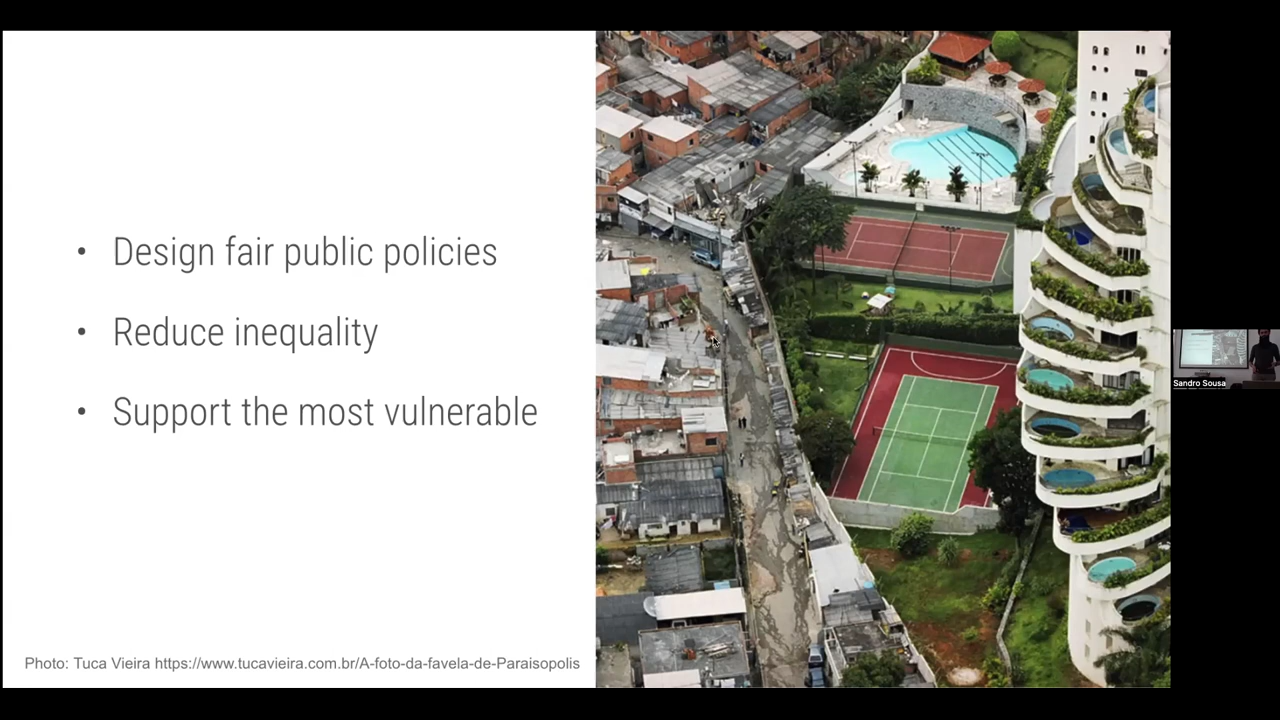 • Design fair public policies
• Reduce inequality
• Support the most vulnerable
Photo: Tuca Vieira https://www.tucavieira.com.br/A-foto-da-favela-de-Paraisopolis
Sandro Sousa